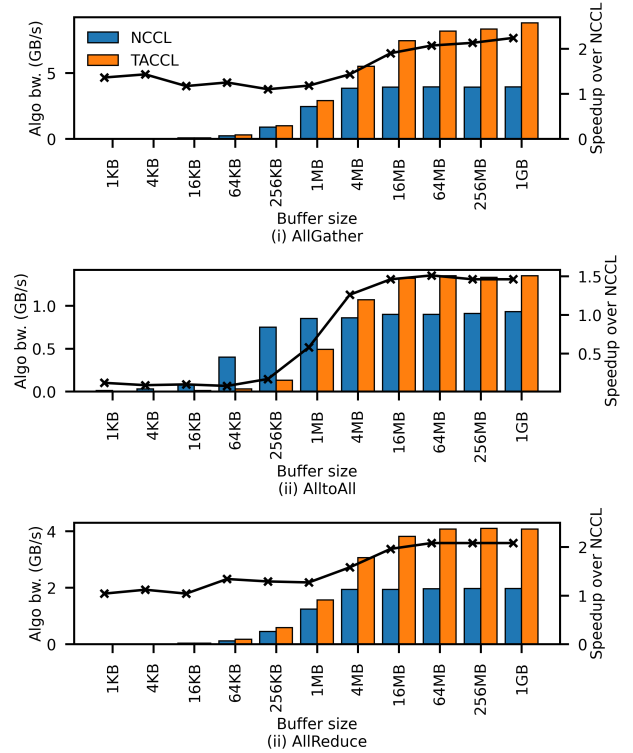 NCCL
TACCL
Algo bw. (GB/s)
5
0
2
1
0
Speedup over NCCL
1KB
4KB
16KB
64KB
256KB
1MB
4MB
16MB
64MB
256MB
1GB
Buffer size
(i) AllGather
Algo bw. (GB/s)
1.0
0.5
0.0
1.5
1.0
0.5
Speedup over NCCL
1KB
4KB
16KB
64KB
256KB
1MB
4MB
16MB
64MB
256MB
1GB
Buffer size
(ii) AlltoAll
Algo bw. (GB/s)
4
2
0
2
1
0
Speedup over NCCL
1KB
4KB
16KB
64KB
256KB
1MB
4MB
16MB
64MB
256MB
1GB
Buffer size
(ii) AllReduce